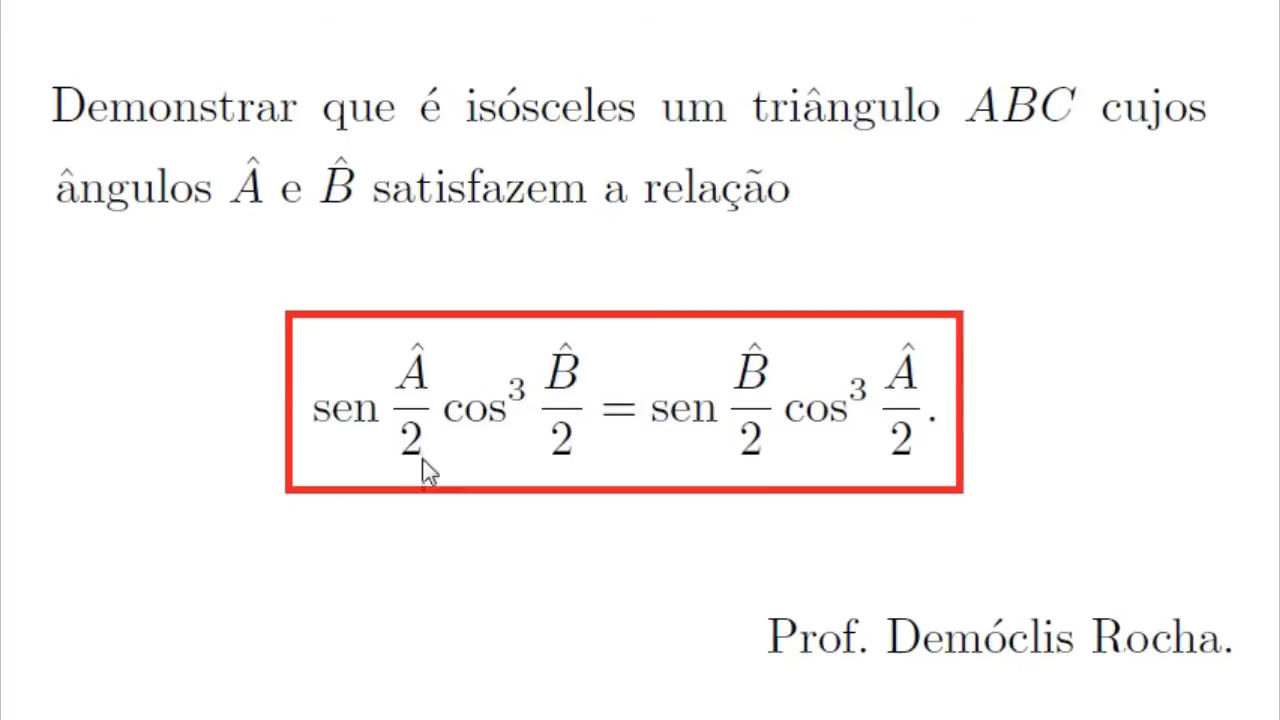 Demonstrar que é isósceles um triângulo ABC cujos
ângulos Â e B̂ satisfazem a relação
sen Â/2 cos³ B̂/2 = sen B̂/2 cos³ Â/2.
Prof. Demóclis Rocha.